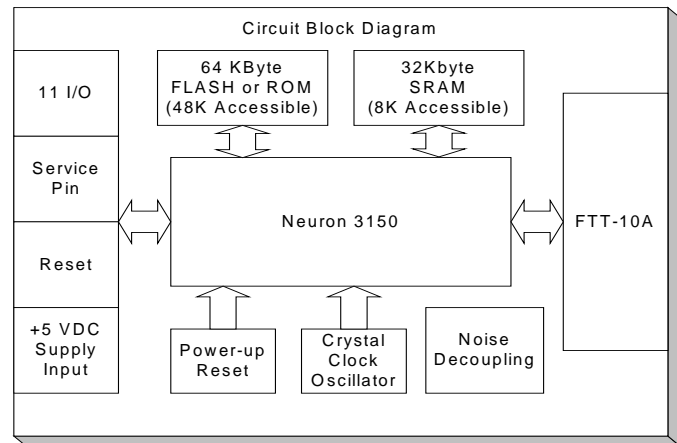 Circuit Block Diagram
11 I/O
Service
Pin
Reset
+5 VDC
Supply
Input
64 KByte
FLASH or ROM
(48K Accessible)
32Kbyte
SRAM
(8K Accessible)
Neuron 3150
FTT-10A
Power-up
Reset
Crystal
Clock
Oscillator
Noise
Decoupling